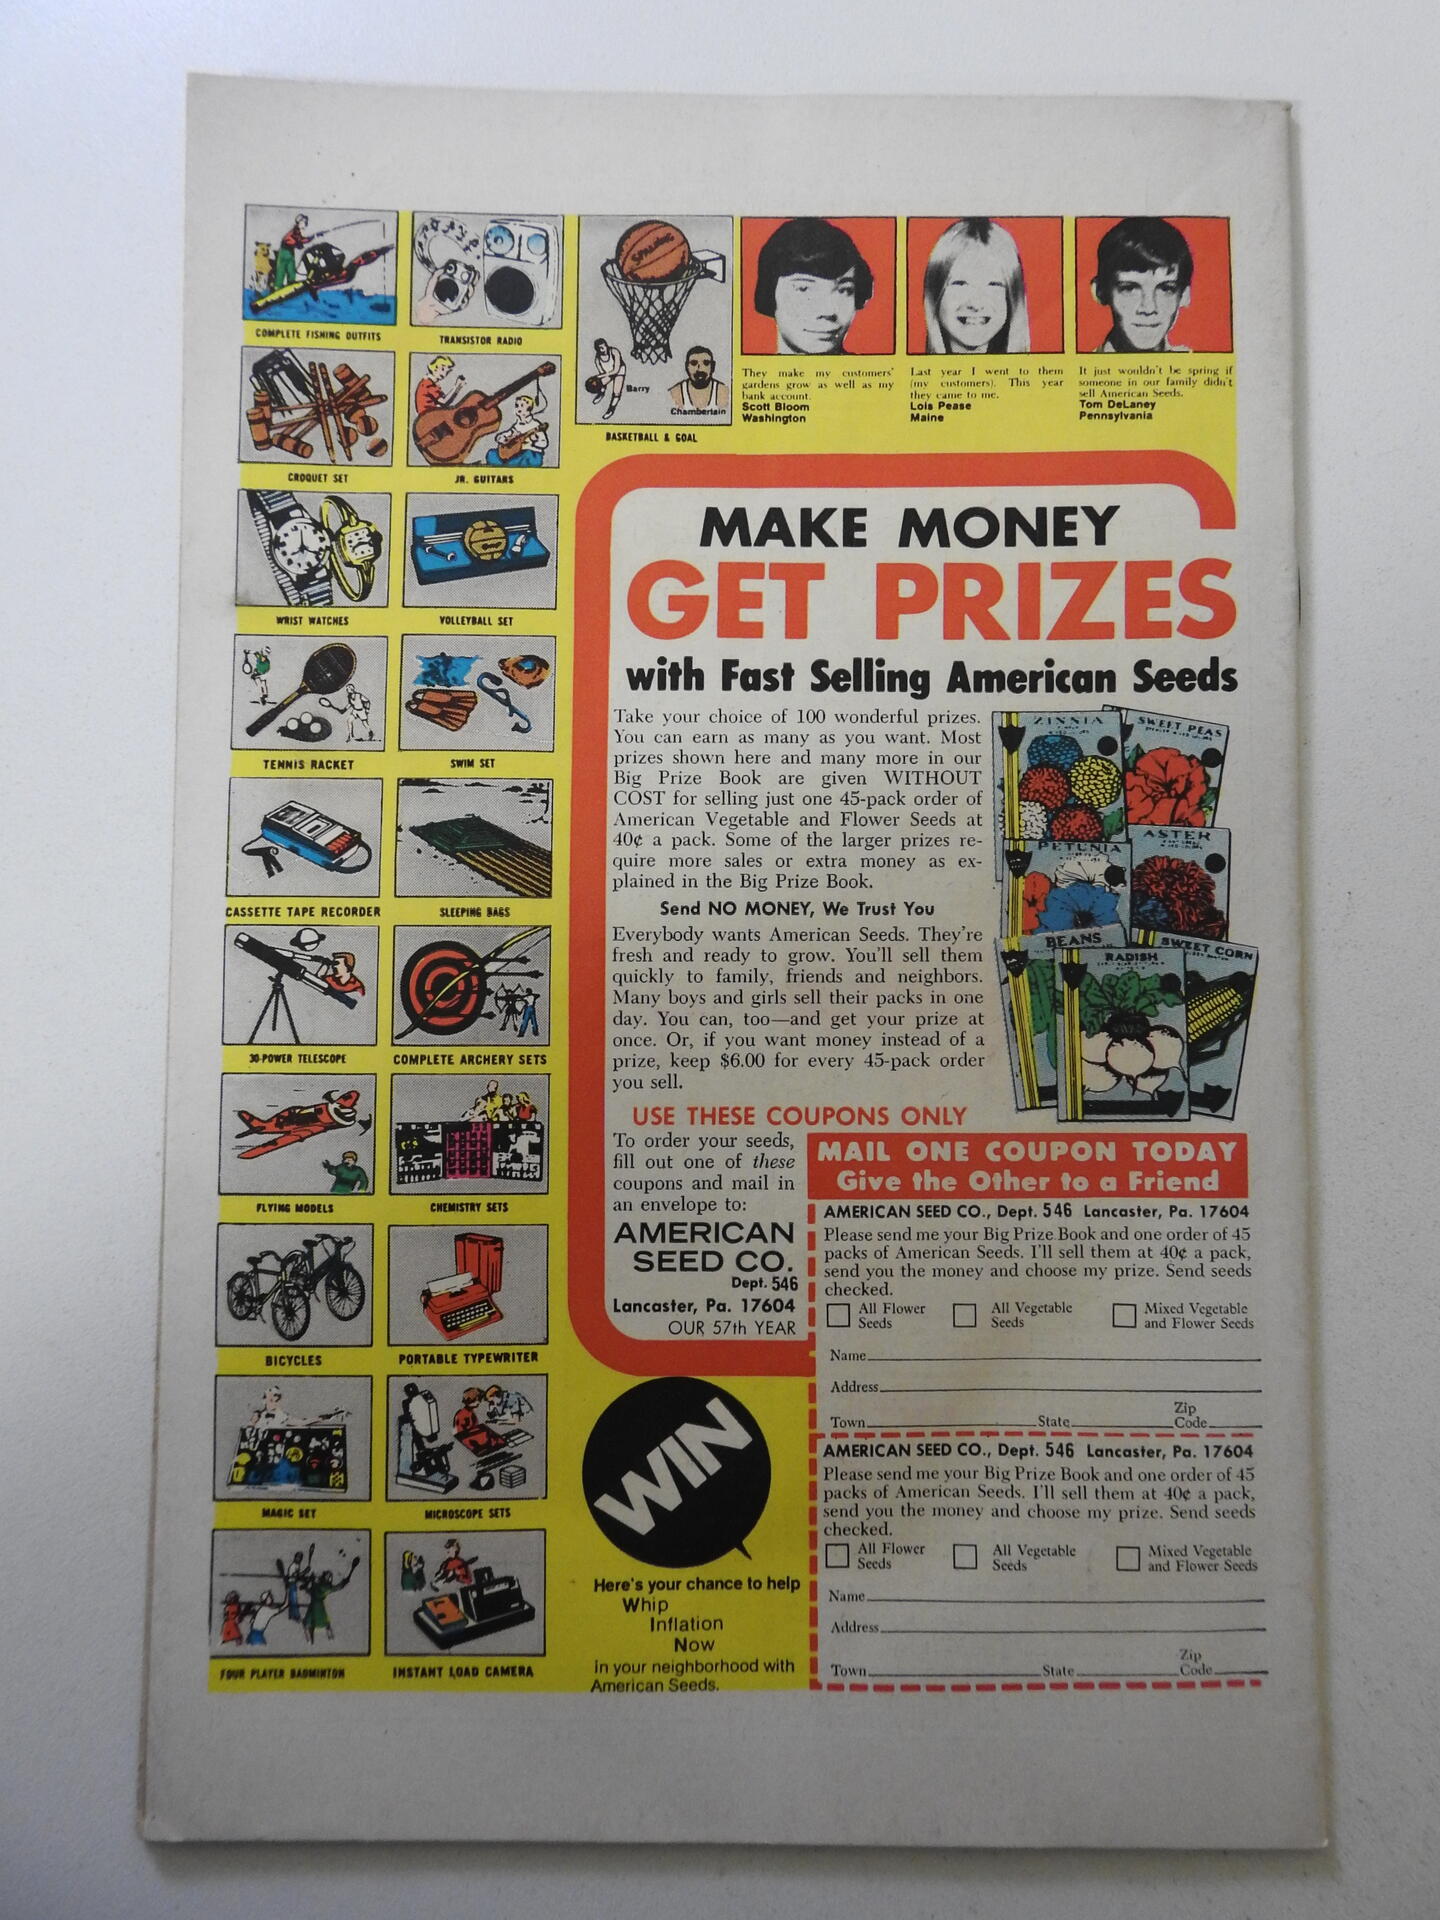 COMPLETE FISHING OUTFITS
TRANSISTOR RADIO
SPALDING
Barry
Chamberlain
BASKETBALL & GOAL
They make my customers'
gardens grow as well as my
bank account.
Scott Bloom
Washington
Last year I went to them
(my customers). This year
they came to me.
Lois Pease
Maine
It just wouldn't be spring if
someone in our family didn't
sell American Seeds.
Tom DeLaney
Pennsylvania
CROQUET SET
JR. GUITARS
WRIST WATCHES
VOLLEYBALL SET
TENNIS RACKET
SWIM SET
CASSETTE TAPE RECORDER
SLEEPING BAGS
30-POWER TELESCOPE
COMPLETE ARCHERY SETS
FLYING MODELS
CHEMISTRY SETS
BICYCLES
PORTABLE TYPEWRITER
MAGIC SET
MICROSCOPE SETS
FOUR PLAYER BADMINTON
INSTANT LOAD CAMERA
MAKE MONEY
GET PRIZES
with Fast Selling American Seeds
Take your choice of 100 wonderful prizes.
You can earn as many as you want. Most
prizes shown here and many more in our
Big Prize Book are given WITHOUT
COST for selling just one 45-pack order of
American Vegetable and Flower Seeds at
40¢ a pack. Some of the larger prizes re-
quire more sales or extra money as ex-
plained in the Big Prize Book.
Send NO MONEY, We Trust You
Everybody wants American Seeds. They're
fresh and ready to grow. You'll sell them
quickly to family, friends and neighbors.
Many boys and girls sell their packs in one
day. You can, too—and get your prize at
once. Or, if you want money instead of a
prize, keep $6.00 for every 45-pack order
you sell.
ZINNIA
SWEET PEAS
ASTER
PETUNIA
BEANS
RADISH
SWEET CORN
USE THESE COUPONS ONLY
To order your seeds,
fill out one of these
coupons and mail in
an envelope to:
AMERICAN
SEED CO.
Dept. 546
Lancaster, Pa. 17604
OUR 57th YEAR
MAIL ONE COUPON TODAY
Give the Other to a Friend
AMERICAN SEED CO., Dept. 546 Lancaster, Pa. 17604
Please send me your Big Prize Book and one order of 45
packs of American Seeds. I'll sell them at 40¢ a pack,
send you the money and choose my prize. Send seeds
checked.
All Flower Seeds
All Vegetable Seeds
Mixed Vegetable and Flower Seeds
Name
Address
Town State Zip Code
AMERICAN SEED CO., Dept. 546 Lancaster, Pa. 17604
Please send me your Big Prize Book and one order of 45
packs of American Seeds. I'll sell them at 40¢ a pack,
send you the money and choose my prize. Send seeds
checked.
All Flower Seeds
All Vegetable Seeds
Mixed Vegetable and Flower Seeds
Name
Address
Town State Zip Code
WIN
Here's your chance to help
Whip
Inflation
Now
in your neighborhood with
American Seeds.